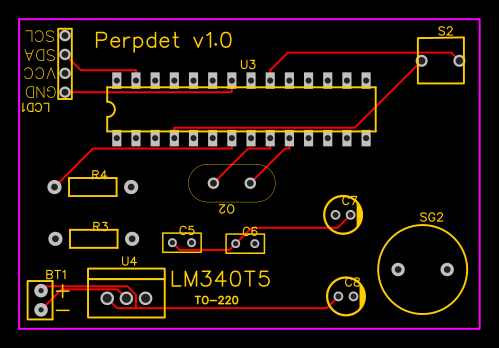 SCL
SDA
VCC
GND
LCD1
Perpdet v1.0
U3
S2
R4
O2
C7
R3
C5
C6
SG2
BT1
+
−
U4
LM340T5
TO-220
C8